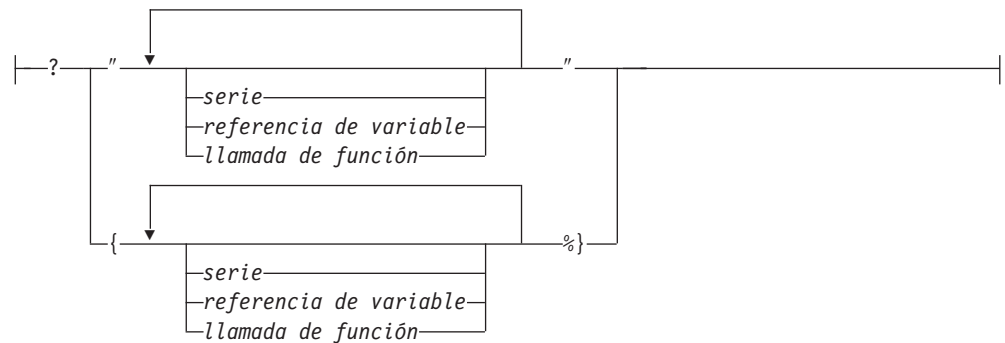 ? " "
serie
referencia de variable
llamada de función
{ %}
serie
referencia de variable
llamada de función